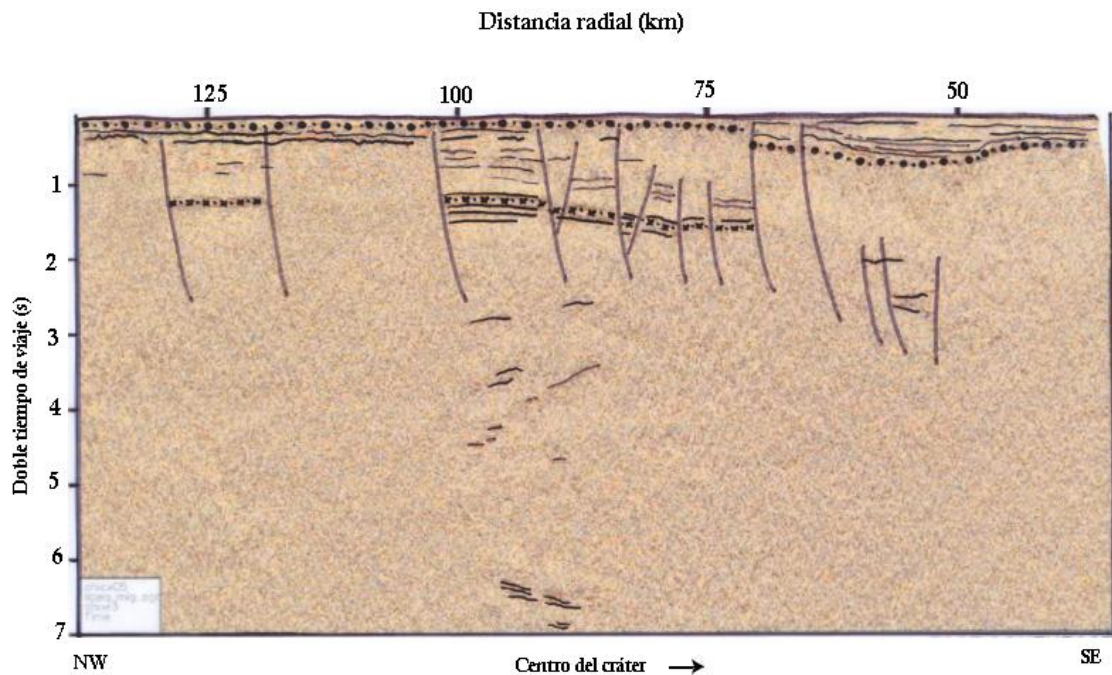 Distancia radial (km)
125 100 75 50
Doble tiempo de viaje (s)
1
2
3
4
5
6
7
NW
Centro del cráter →
SE